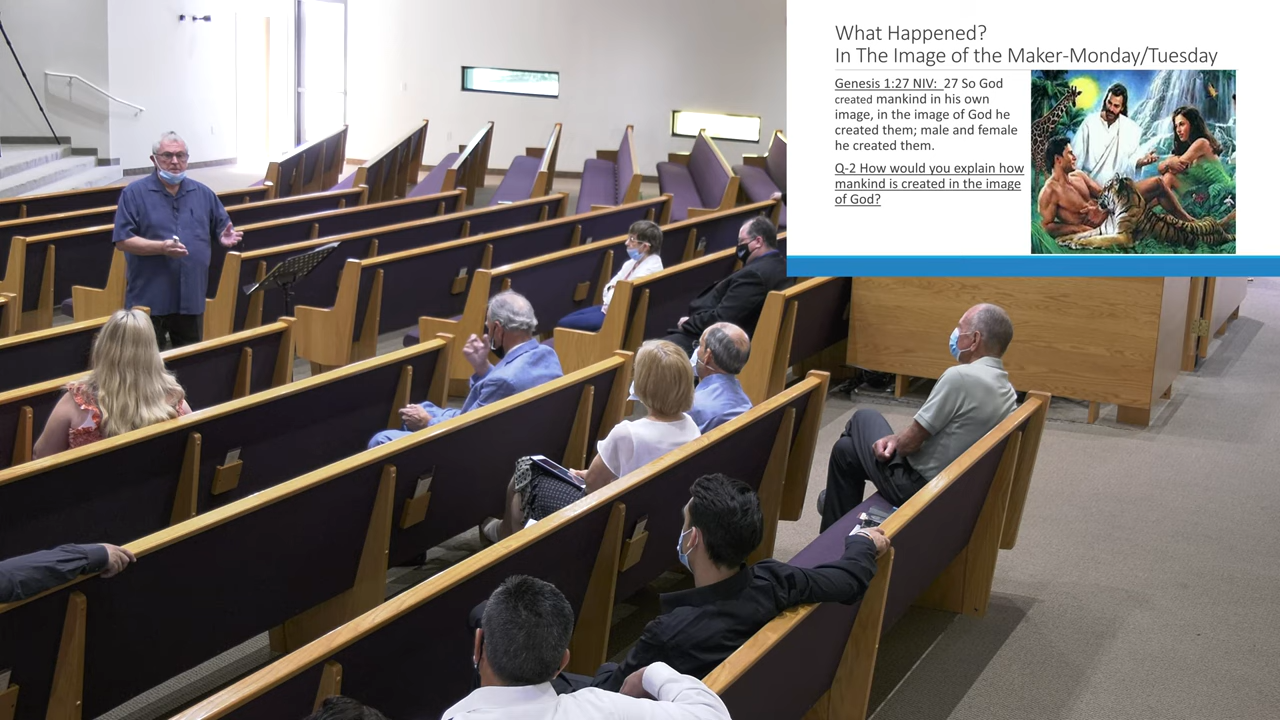 What Happened?
In The Image of the Maker-Monday/Tuesday
Genesis 1:27 NIV: 27 So God
created mankind in his own
image, in the image of God he
created them; male and female
he created them.
Q-2 How would you explain how
mankind is created in the image
of God?